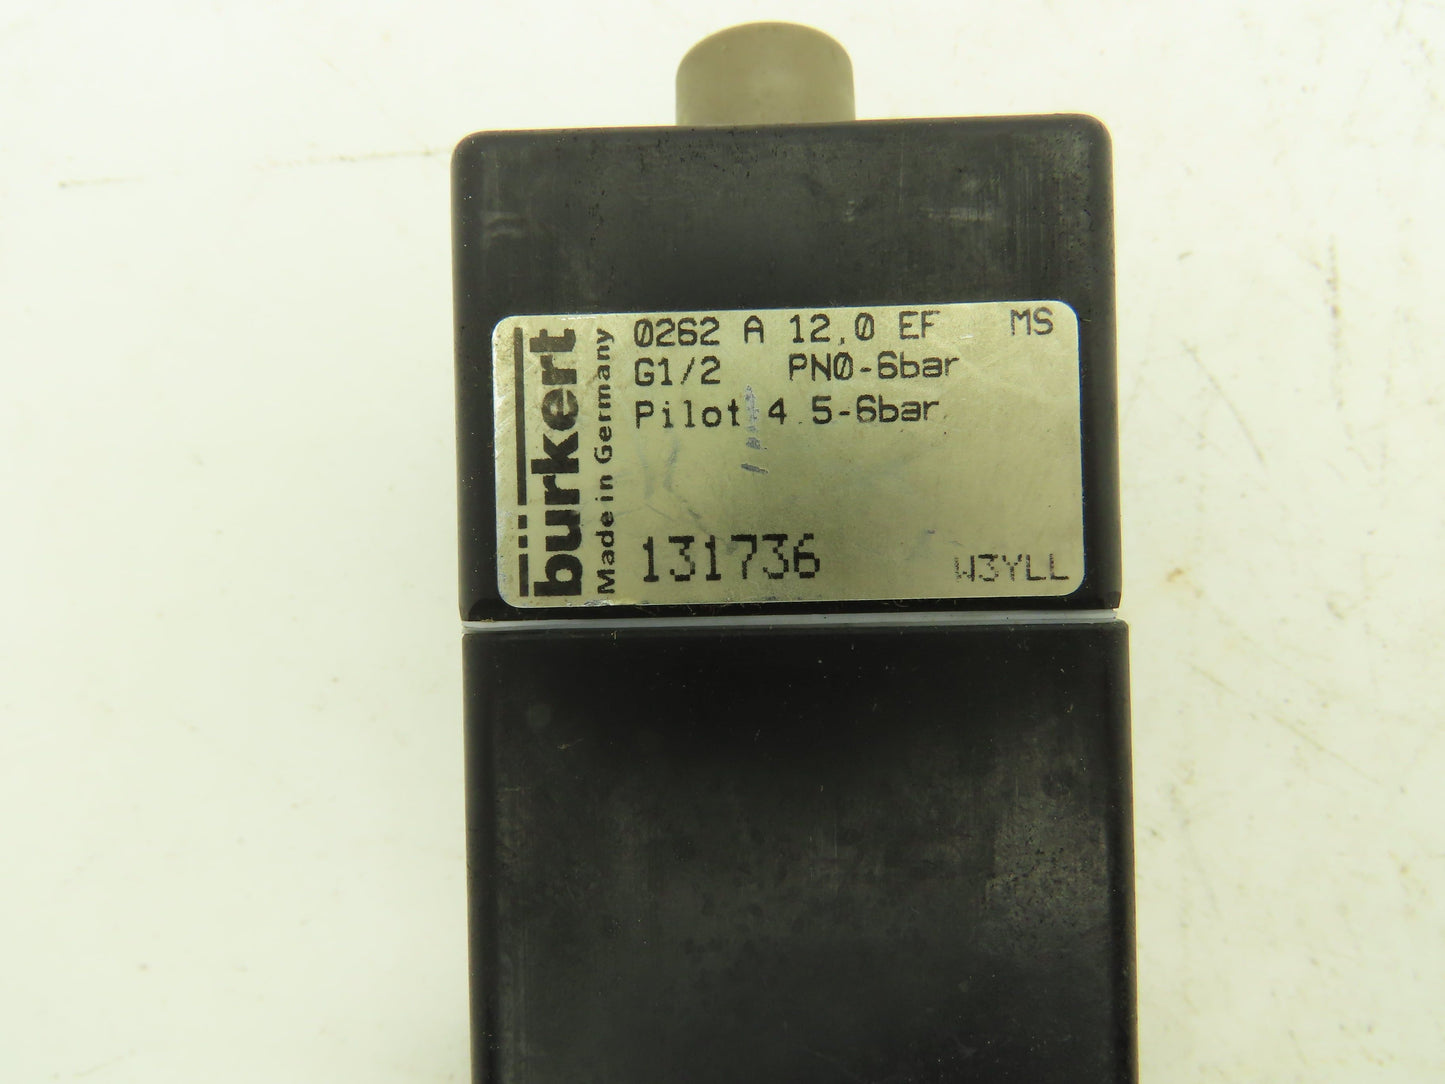 bürkert
Made in Germany
0262 A 12,0 EF MS
G1/2 PN0-6bar
Pilot 4 5-6bar
131736 W3YLL